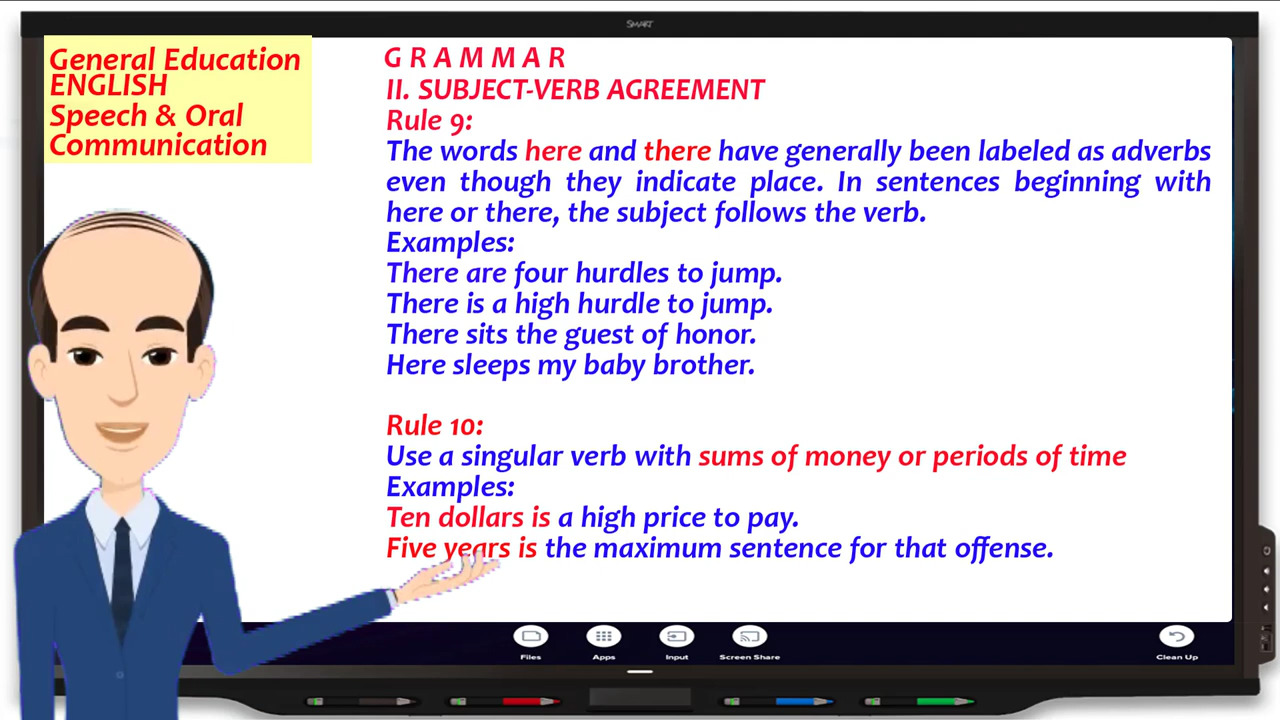 SMART
General Education
ENGLISH
Speech & Oral
Communication
G R A M M A R
II. SUBJECT-VERB AGREEMENT
Rule 9:
The words here and there have generally been labeled as adverbs
even though they indicate place. In sentences beginning with
here or there, the subject follows the verb.
Examples:
There are four hurdles to jump.
There is a high hurdle to jump.
There sits the guest of honor.
Here sleeps my baby brother.
Rule 10:
Use a singular verb with sums of money or periods of time
Examples:
Ten dollars is a high price to pay.
Five years is the maximum sentence for that offense.
Files Apps Input Screen Share Clean Up